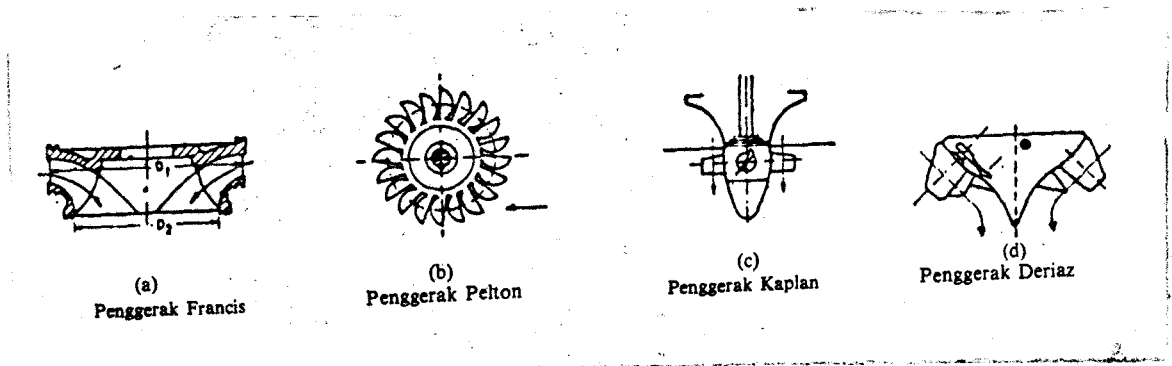 D₁
D₂
(a)
Penggerak Francis
(b)
Penggerak Pelton
(c)
Penggerak Kaplan
(d)
Penggerak Deriaz